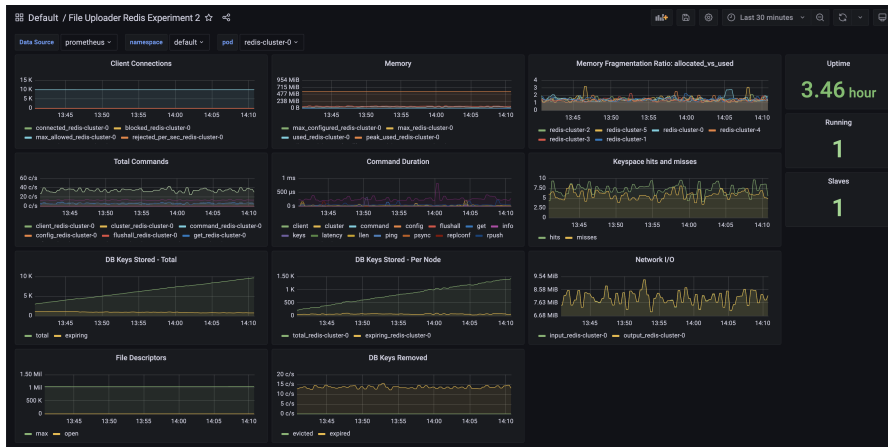 Default / File Uploader Redis Experiment 2
Last 30 minutes
Data Source prometheus namespace default pod redis-cluster-0
Client Connections
15 K
10 K
5 K
0
13:45 13:50 13:55 14:00 14:05 14:10
connected_redis-cluster-0 blocked_redis-cluster-0
max_allowed_redis-cluster-0 rejected_per_sec_redis-cluster-0
Memory
954 MiB
715 MiB
477 MiB
238 MiB
0 B
13:45 13:50 13:55 14:00 14:05 14:10
max_configured_redis-cluster-0 max_redis-cluster-0
used_redis-cluster-0 peak_used_redis-cluster-0
Memory Fragmentation Ratio: allocated_vs_used
4
3
2
1
0
13:45 13:50 13:55 14:00 14:05 14:10
redis-cluster-2 redis-cluster-5 redis-cluster-0 redis-cluster-4
redis-cluster-3 redis-cluster-1
Uptime
3.46 hour
Running
1
Slaves
1
Total Commands
60 c/s
40 c/s
20 c/s
0 c/s
13:45 13:50 13:55 14:00 14:05 14:10
client_redis-cluster-0 cluster_redis-cluster-0 command_redis-cluster-0
config_redis-cluster-0 flushall_redis-cluster-0 get_redis-cluster-0
Command Duration
1 ms
500 µs
0 s
13:45 13:50 13:55 14:00 14:05 14:10
client cluster command config flushall get info
keys latency llen ping psync replconf rpush
Keyspace hits and misses
10
7.50
5
2.50
0
13:45 13:50 13:55 14:00 14:05 14:10
hits misses
DB Keys Stored - Total
10 K
5 K
0
13:45 13:50 13:55 14:00 14:05 14:10
total expiring
DB Keys Stored - Per Node
1.50 K
1 K
500
0
13:45 13:50 13:55 14:00 14:05 14:10
total_redis-cluster-0 expiring_redis-cluster-0
Network I/O
9.54 MiB
8.58 MiB
7.63 MiB
6.68 MiB
13:45 13:50 13:55 14:00 14:05 14:10
input_redis-cluster-0 output_redis-cluster-0
File Descriptors
1.50 Mil
1 Mil
500 K
0
13:45 13:50 13:55 14:00 14:05 14:10
max open
DB Keys Removed
20 c/s
15 c/s
10 c/s
5 c/s
0 c/s
13:45 13:50 13:55 14:00 14:05 14:10
evicted expired